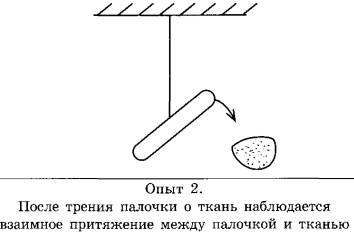 Опыт 2.
После трения палочки о ткань наблюдается
взаимное притяжение между палочкой и тканью